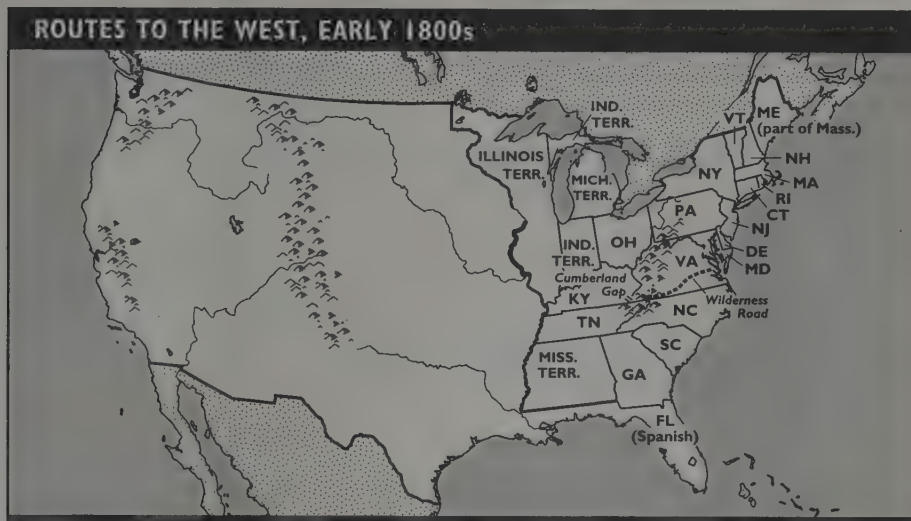 ROUTES TO THE WEST, EARLY 1800s
IND.
TERR.
VT
ME
(part of Mass.)
ILLINOIS
TERR.
MICH.
TERR.
NY
NH
MA
RI
CT
PA
NJ
IND.
TERR.
OH
VA
DE
MD
Cumberland
Gap
KY
Wilderness
Road
NC
TN
SC
MISS.
TERR.
GA
FL
(Spanish)